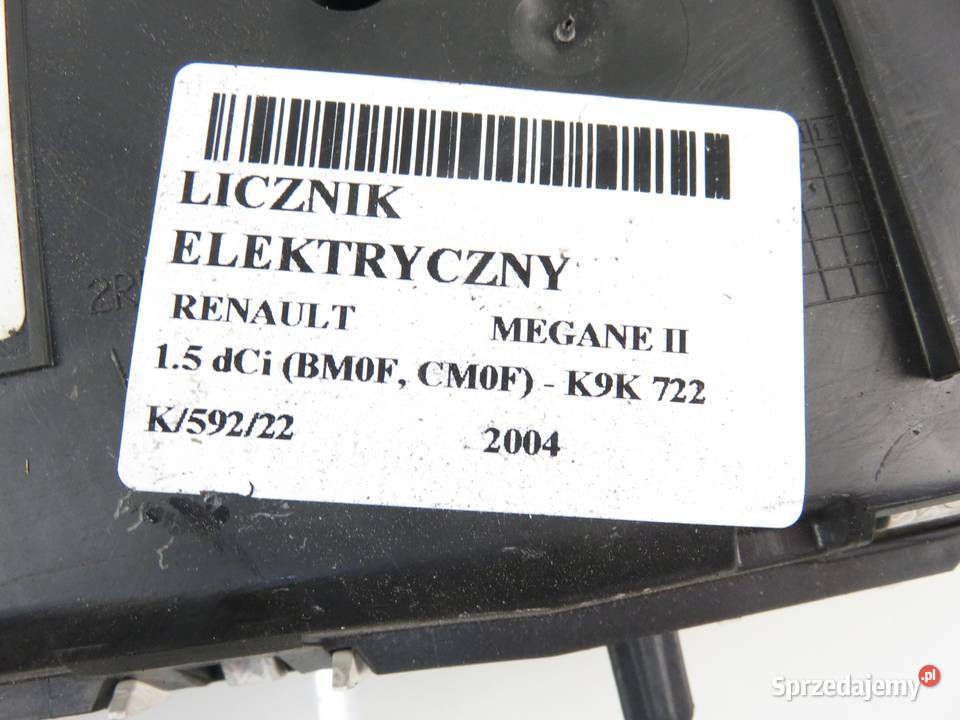 LICZNIK
ELEKTRYCZNY
RENAULT MEGANE II
1.5 dCi (BM0F, CM0F) - K9K 722
K/592/22 2004
Sprzedajemy.pl